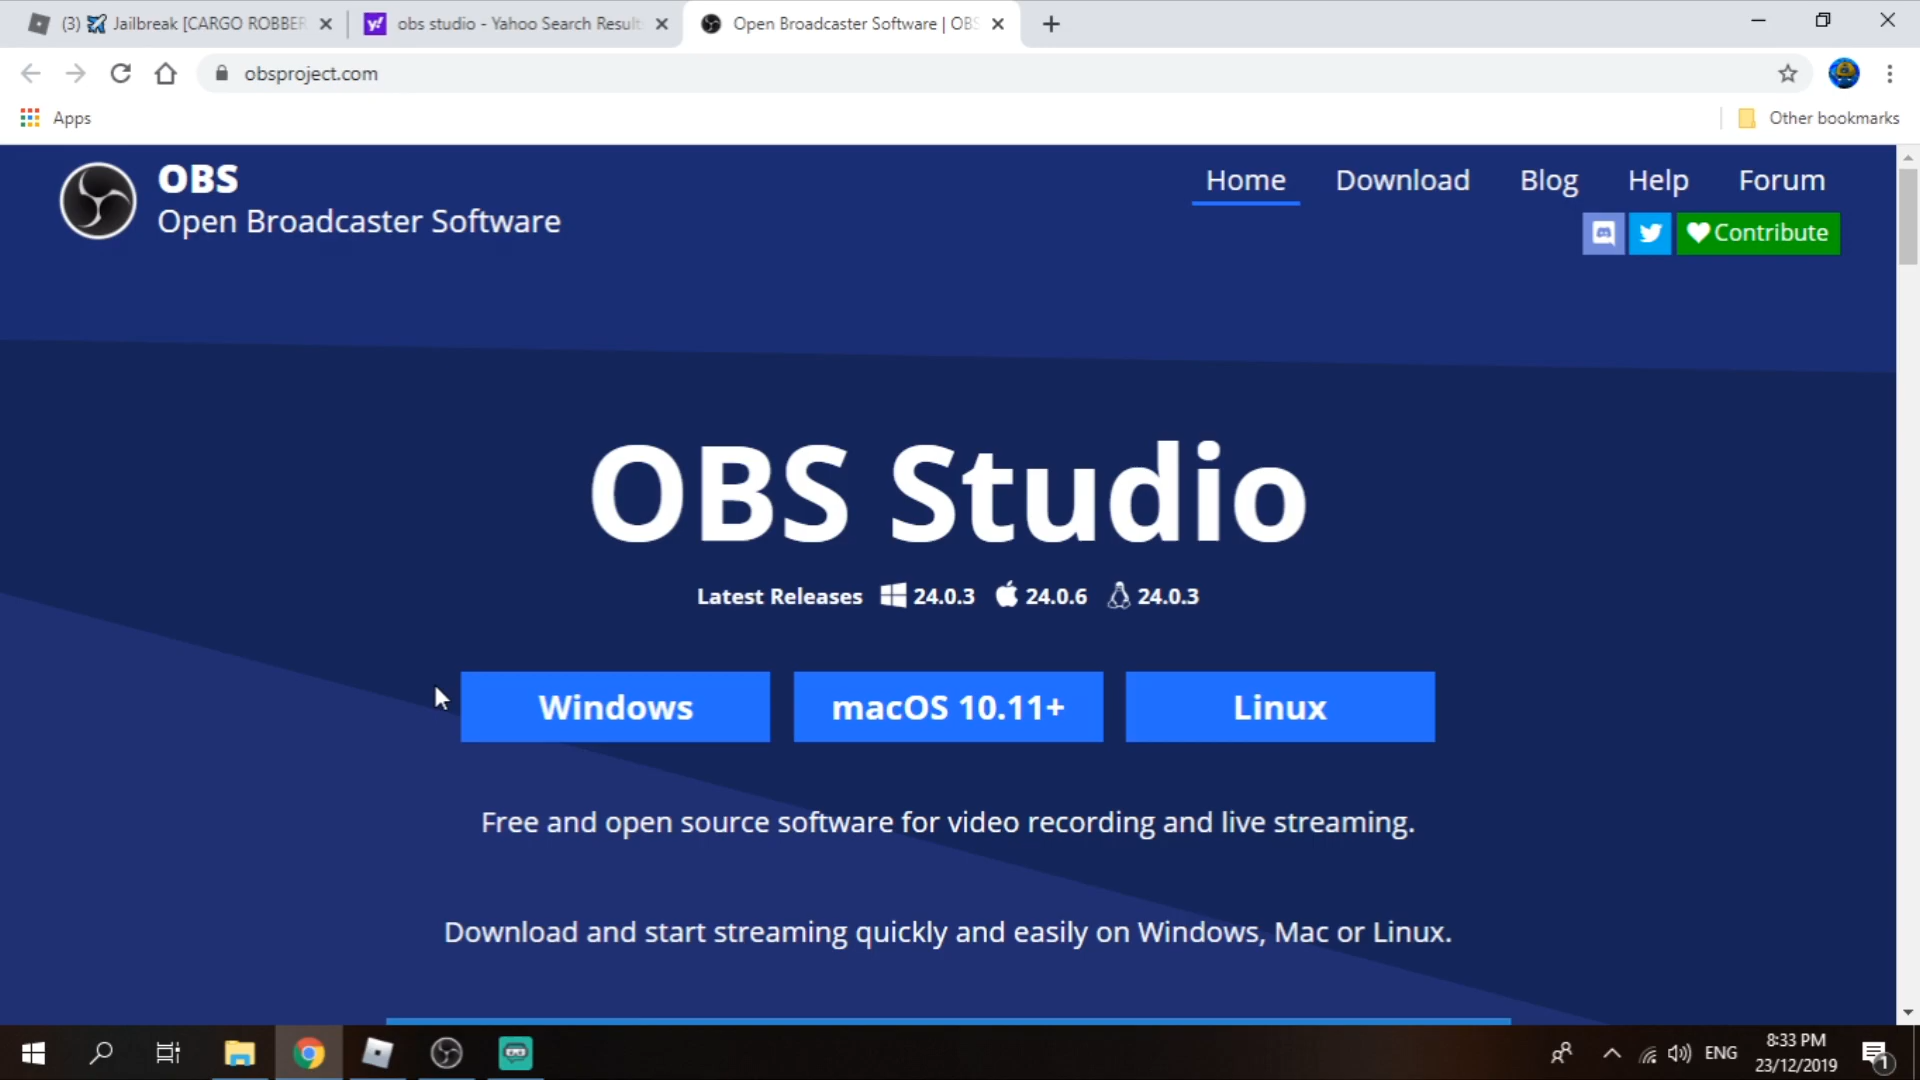 (3) Jailbreak [CARGO ROBBER
obs studio - Yahoo Search Result
Open Broadcaster Software | OBS
obsproject.com
Apps
Other bookmarks
OBS
Open Broadcaster Software
Home
Download
Blog
Help
Forum
Contribute
OBS Studio
Latest Releases 24.0.3 24.0.6 24.0.3
Windows
macOS 10.11+
Linux
Free and open source software for video recording and live streaming.
Download and start streaming quickly and easily on Windows, Mac or Linux.
ENG
8:33 PM
23/12/2019
1